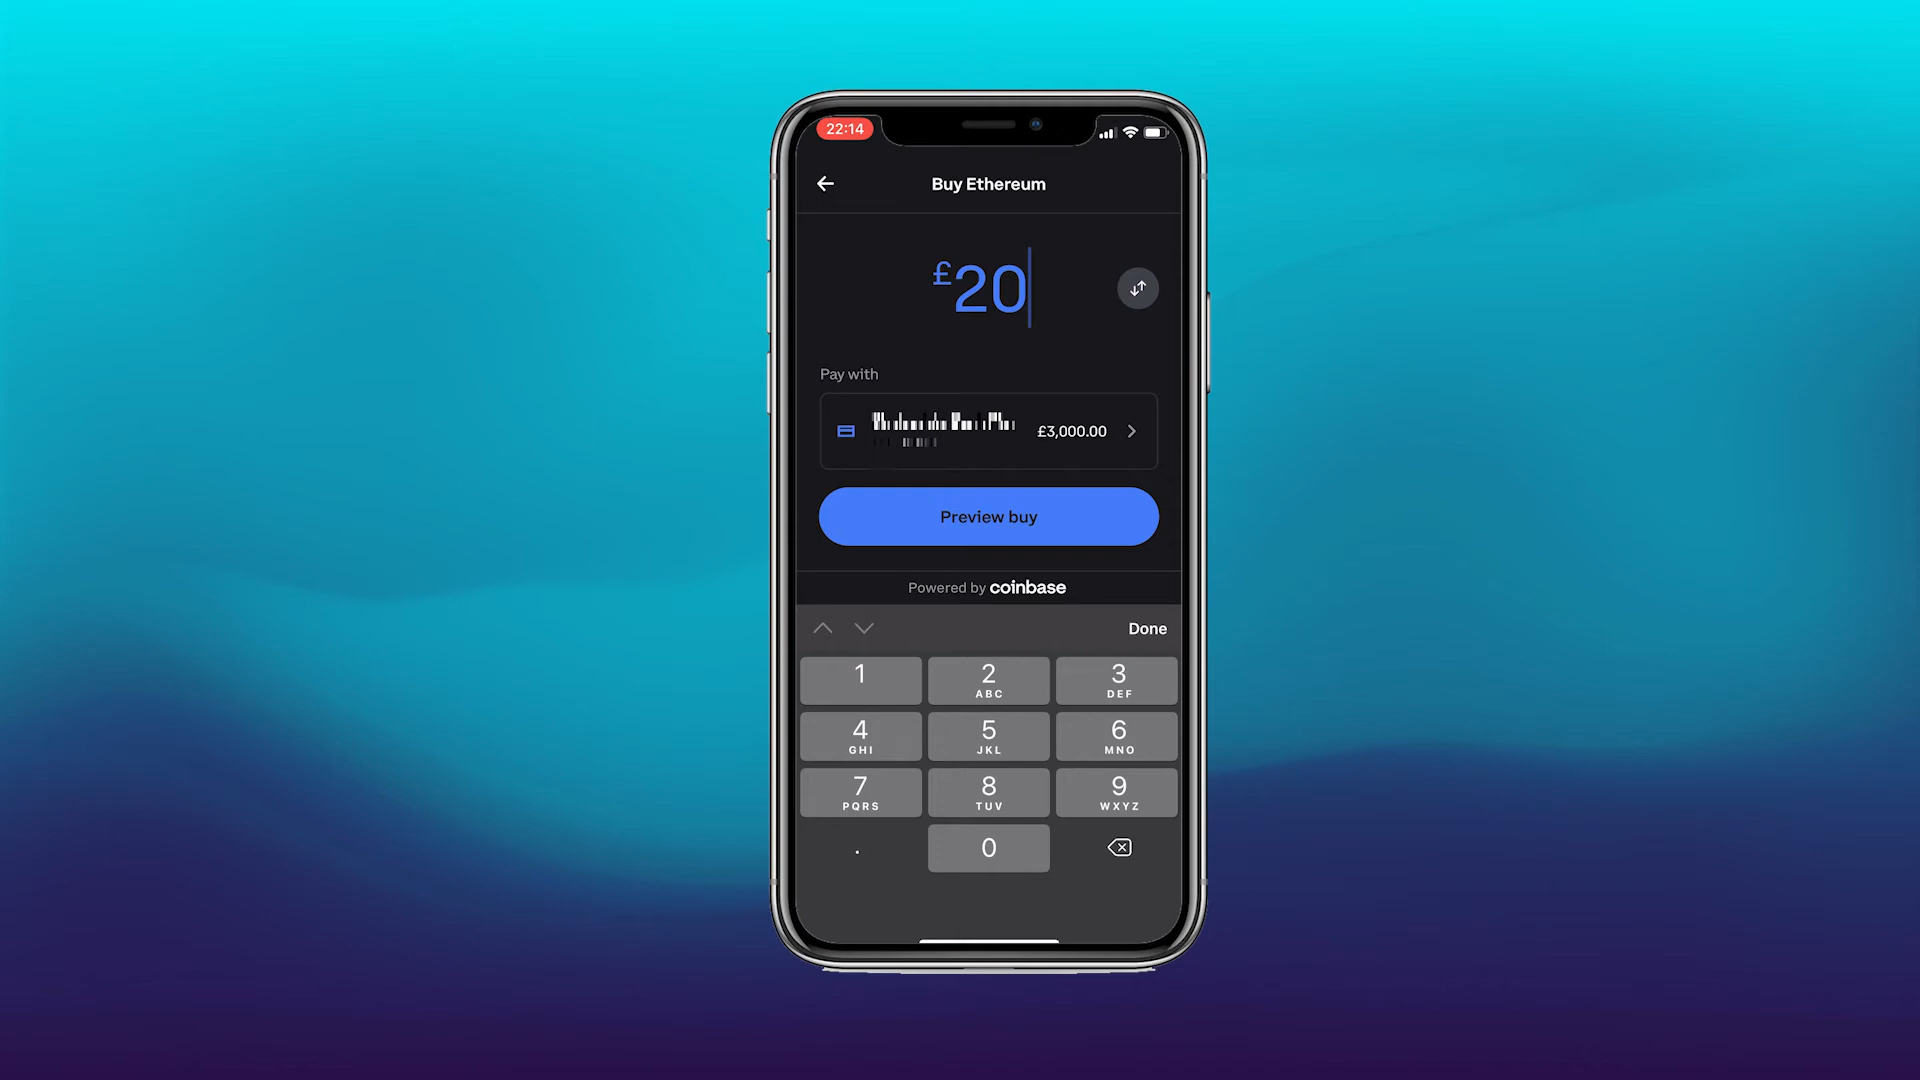 22:14
Buy Ethereum
£20
Pay with
£3,000.00
Preview buy
Powered by coinbase
Done
1
2
ABC
3
DEF
4
GHI
5
JKL
6
MNO
7
PQRS
8
TUV
9
WXYZ
.
0